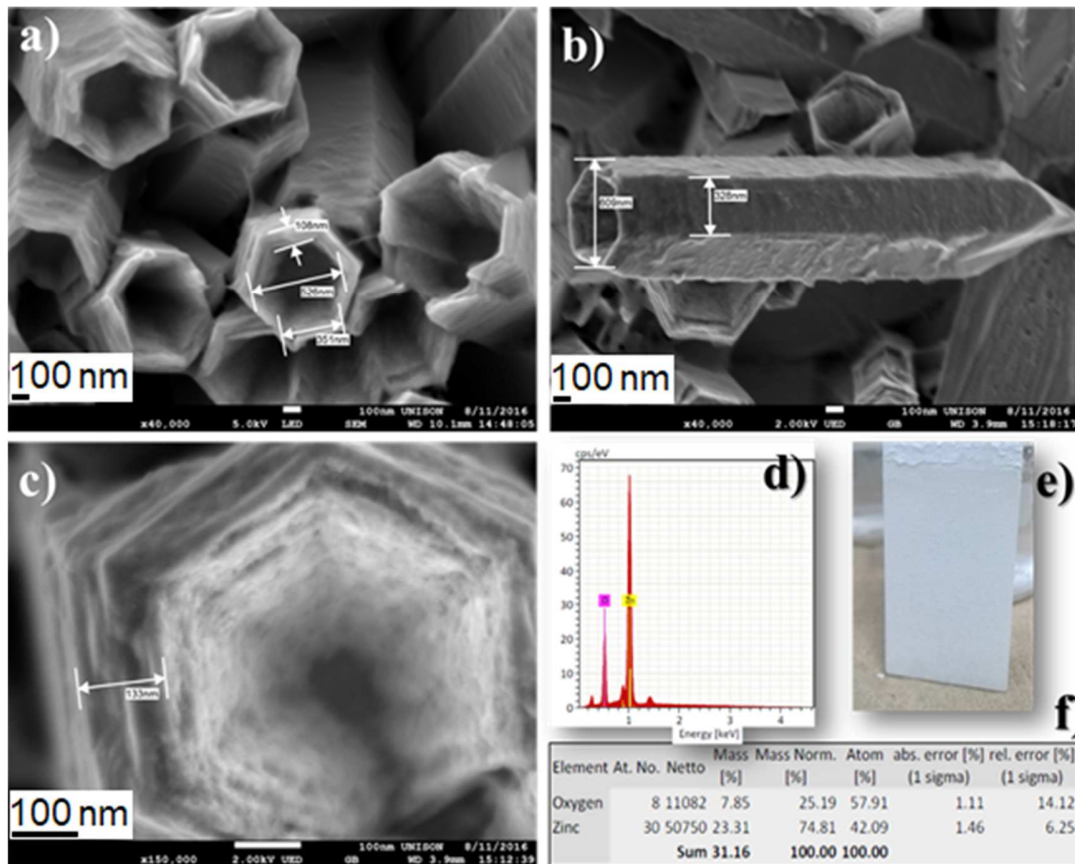 a)
108nm
526nm
351nm
100 nm
100nm UNISON 8/11/2016
x40,000 5.0kV LED SEM WD 10.1mm 14:48:05
b)
609nm
328nm
100 nm
100nm UNISON 8/11/2016
x40,000 2.00kV UED GB WD 3.9mm 15:18:17
c)
133nm
100 nm
100nm UNISON 8/11/2016
x150,000 2.00kV UED GB WD 3.9mm 15:12:39
d)
cps/eV
70
60
50
40
30
20
10
0
O
Zn
1 2 3 4
Energy [keV]
e)
f)
Element At. No. Netto Mass Mass Norm. Atom abs. error [%] rel. error [%]
[%] [%] [%] (1 sigma) (1 sigma)
Oxygen 8 11082 7.85 25.19 57.91 1.11 14.12
Zinc 30 50750 23.31 74.81 42.09 1.46 6.25
Sum 31.16 100.00 100.00